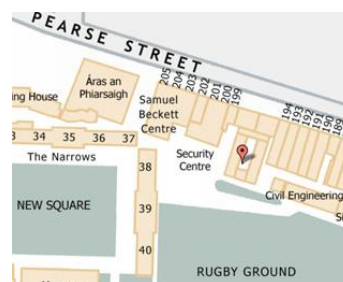 PEARSE STREET
Áras an
Phiarsaigh
ing House
205
204
203
202
201
200
199
Samuel
Beckett
Centre
194
193
192
191
190
189
34
35
36
37
The Narrows
38
Security
Centre
Civil Engineering
NEW SQUARE
39
40
RUGBY GROUND